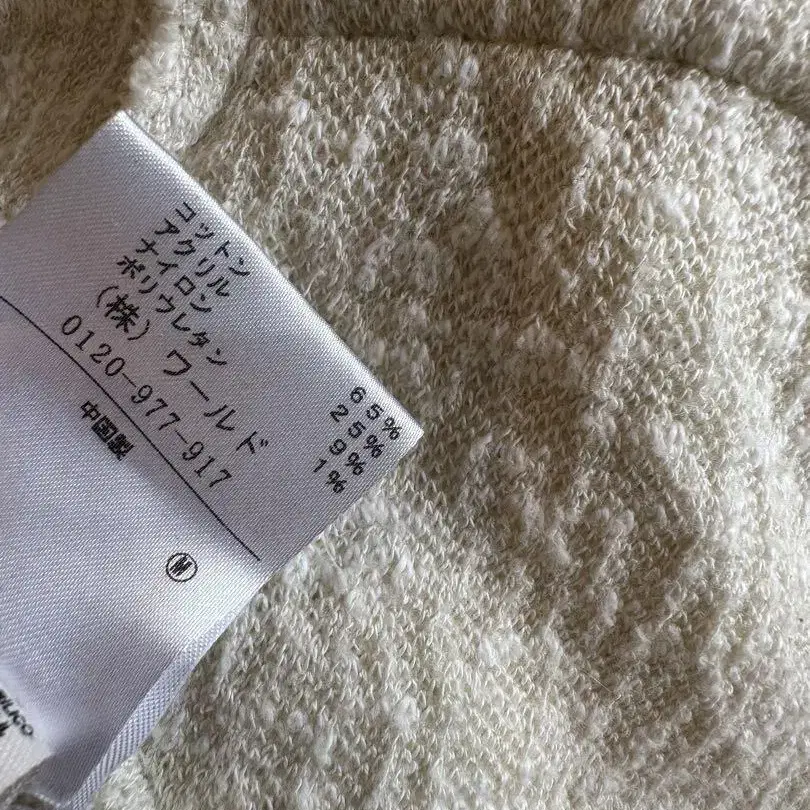 コットン 65%
アクリル 25%
ナイロン 9%
ポリウレタン 1%
(株) ワールド
0120-977-917
中国製
M